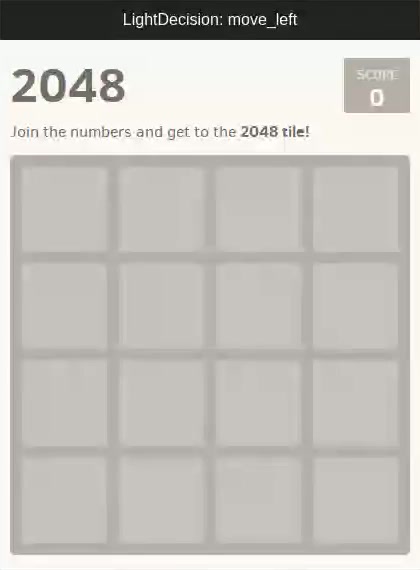 LightDecision: move_left
2048
SCORE
0
Join the numbers and get to the 2048 tile!